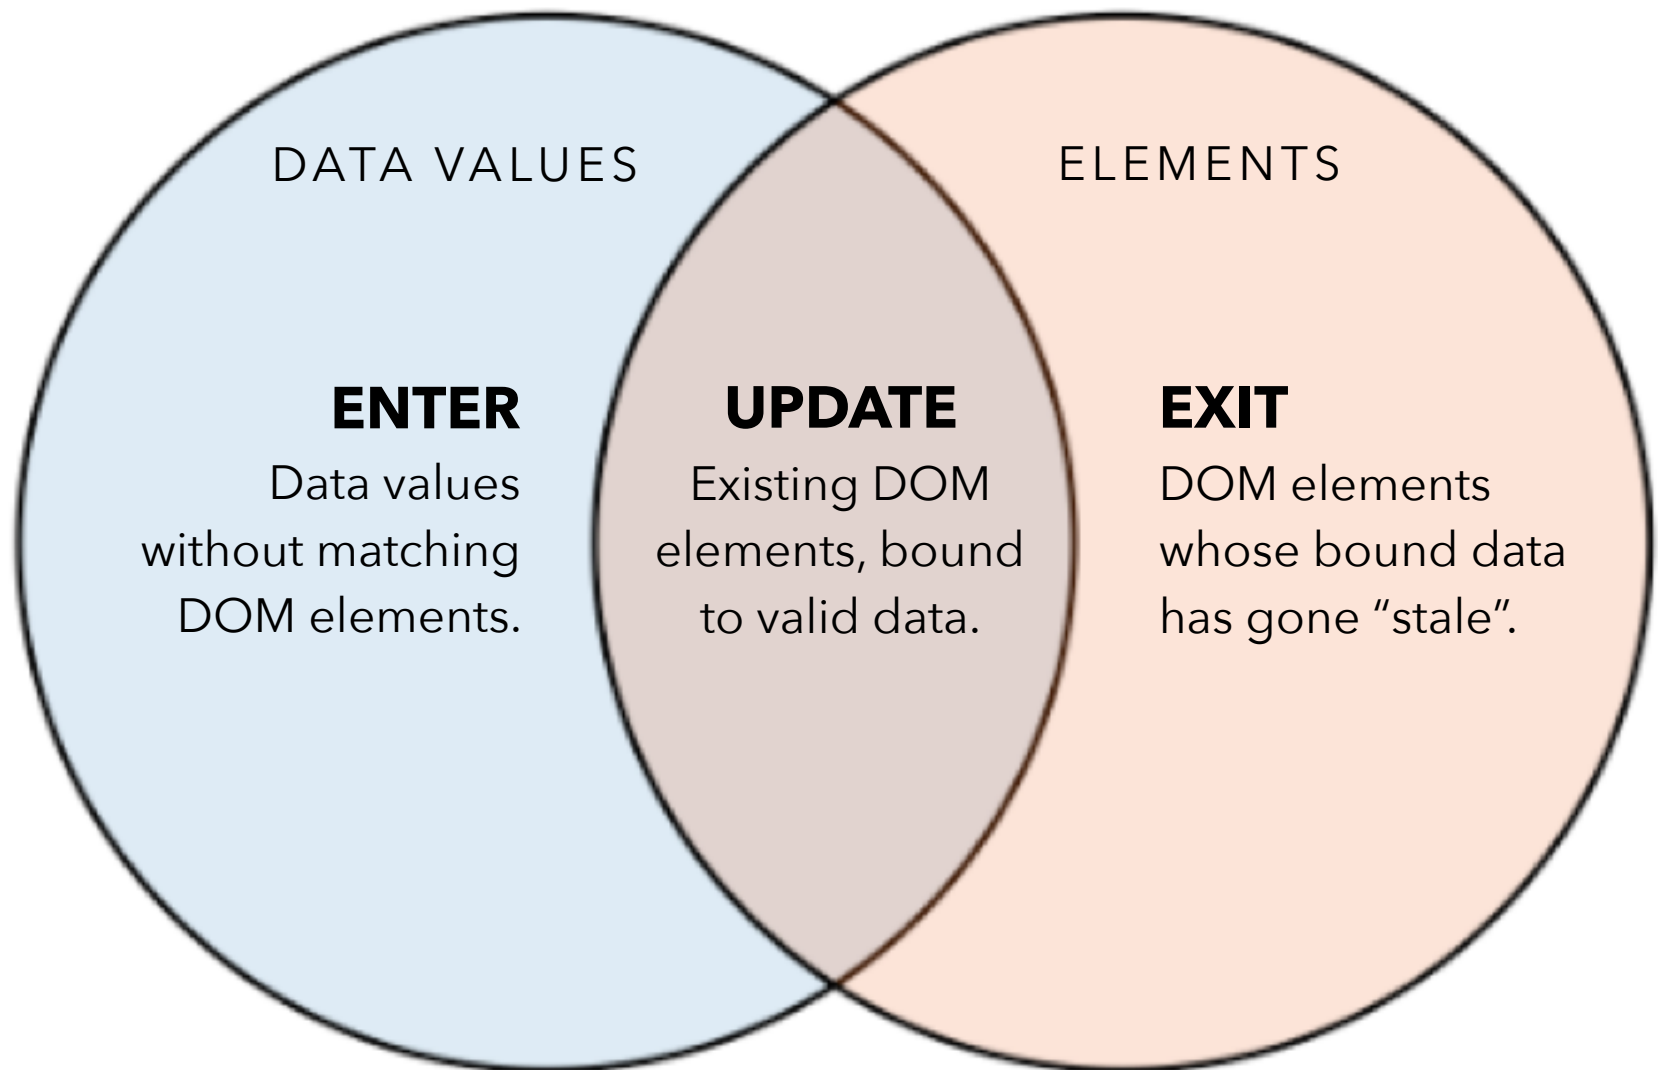 DATA VALUES
ELEMENTS
ENTER
Data values
without matching
DOM elements.
UPDATE
Existing DOM
elements, bound
to valid data.
EXIT
DOM elements
whose bound data
has gone “stale”.